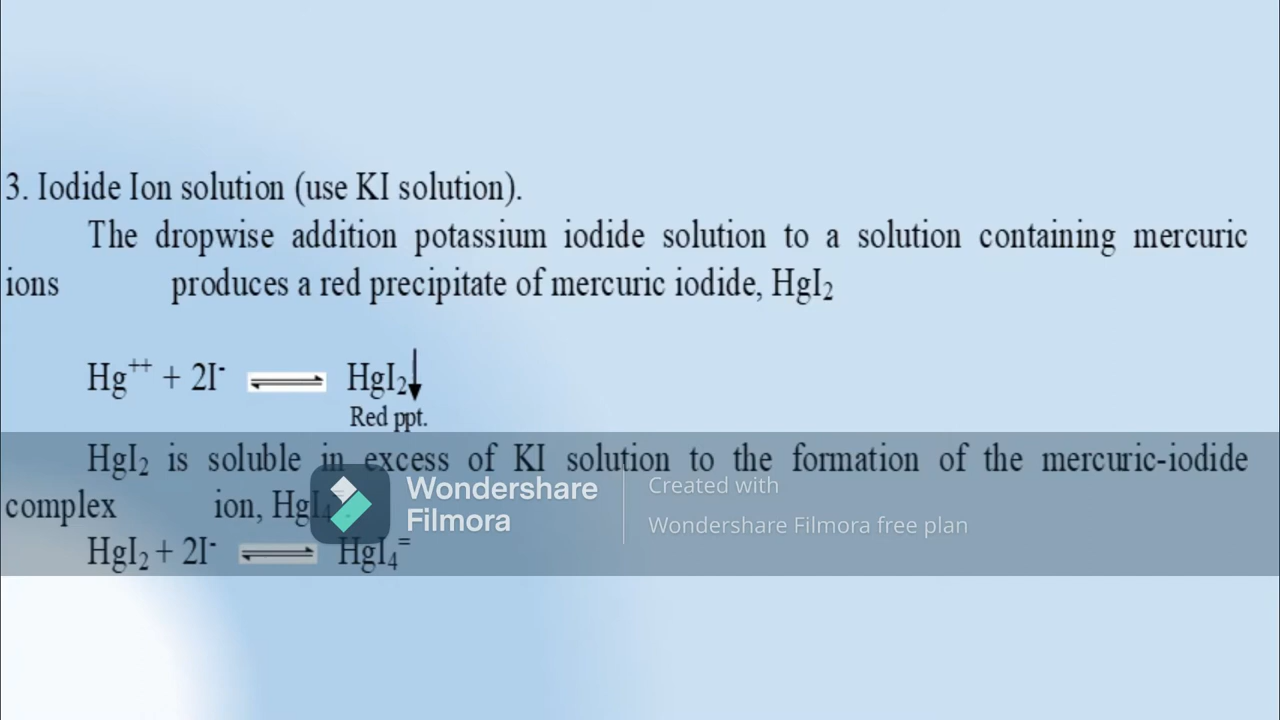 3. Iodide Ion solution (use KI solution).
The dropwise addition potassium iodide solution to a solution containing mercuric
ions produces a red precipitate of mercuric iodide, HgI₂
Hg⁺⁺ + 2I⁻ ⇌ HgI₂↓
Red ppt.
HgI₂ is soluble in excess of KI solution to the formation of the mercuric-iodide
complex ion, HgI₄⁼
HgI₂ + 2I⁻ ⇌ HgI₄⁼
Wondershare
Filmora
Created with
Wondershare Filmora free plan